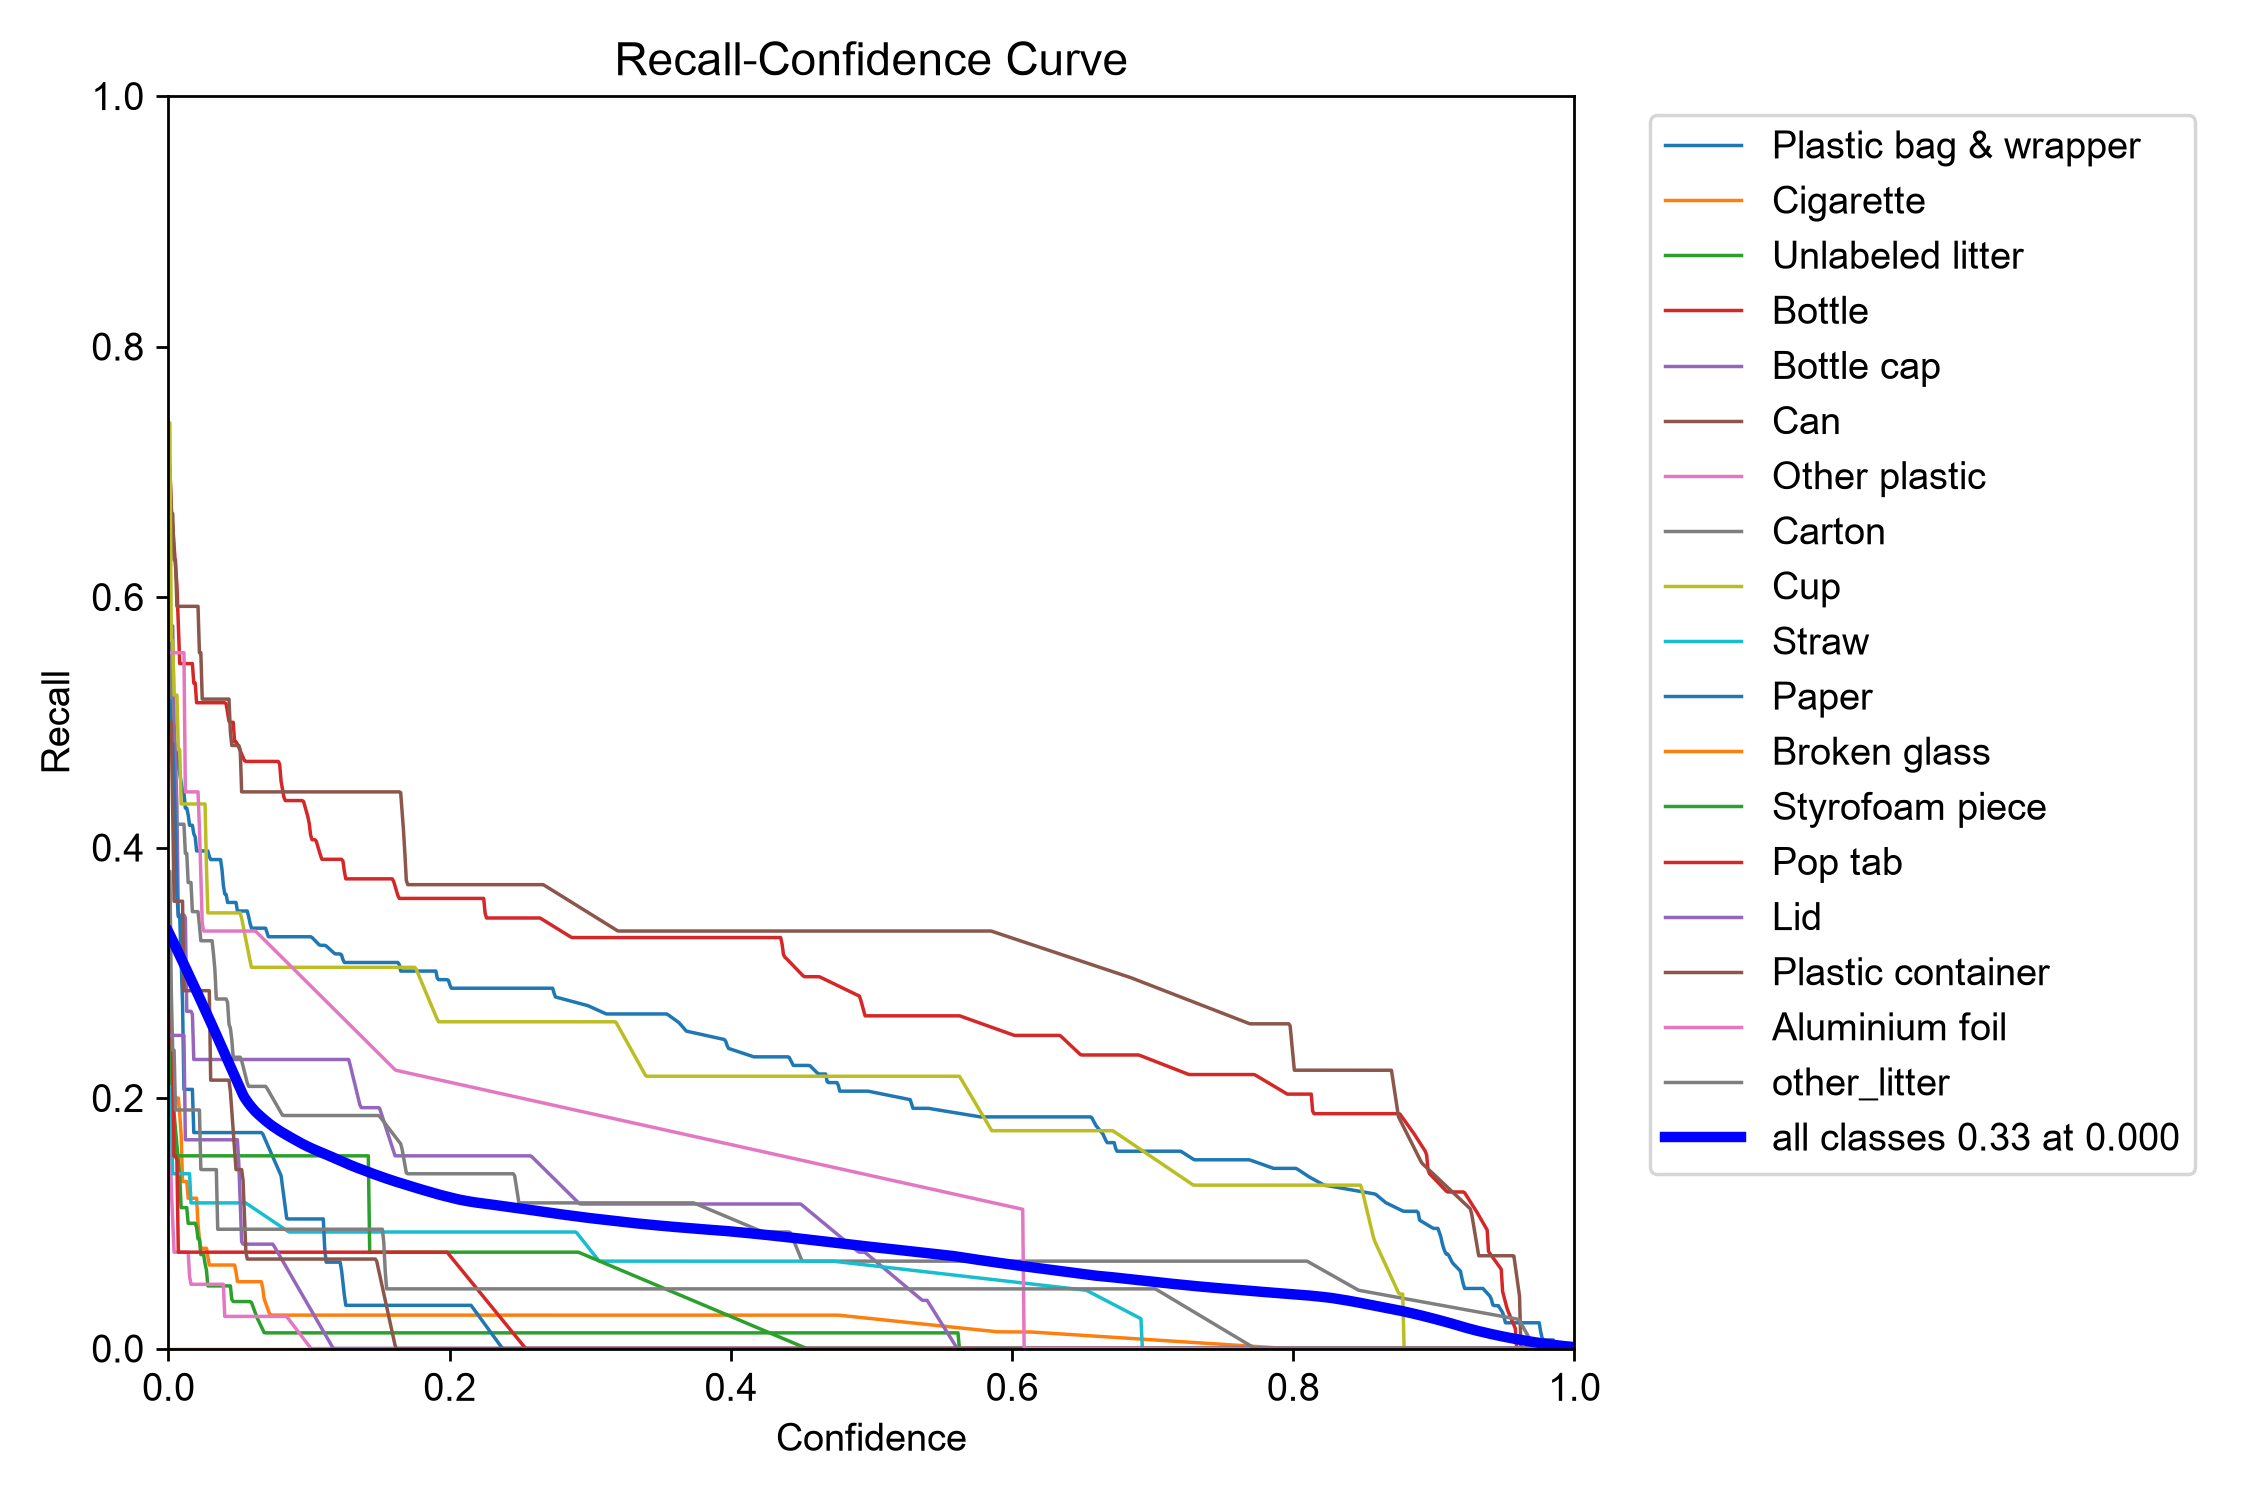 Recall-Confidence Curve
1.0
0.8
0.6
0.4
0.2
0.0
Recall
0.0 0.2 0.4 0.6 0.8 1.0
Confidence
Plastic bag & wrapper
Cigarette
Unlabeled litter
Bottle
Bottle cap
Can
Other plastic
Carton
Cup
Straw
Paper
Broken glass
Styrofoam piece
Pop tab
Lid
Plastic container
Aluminium foil
other_litter
all classes 0.33 at 0.000